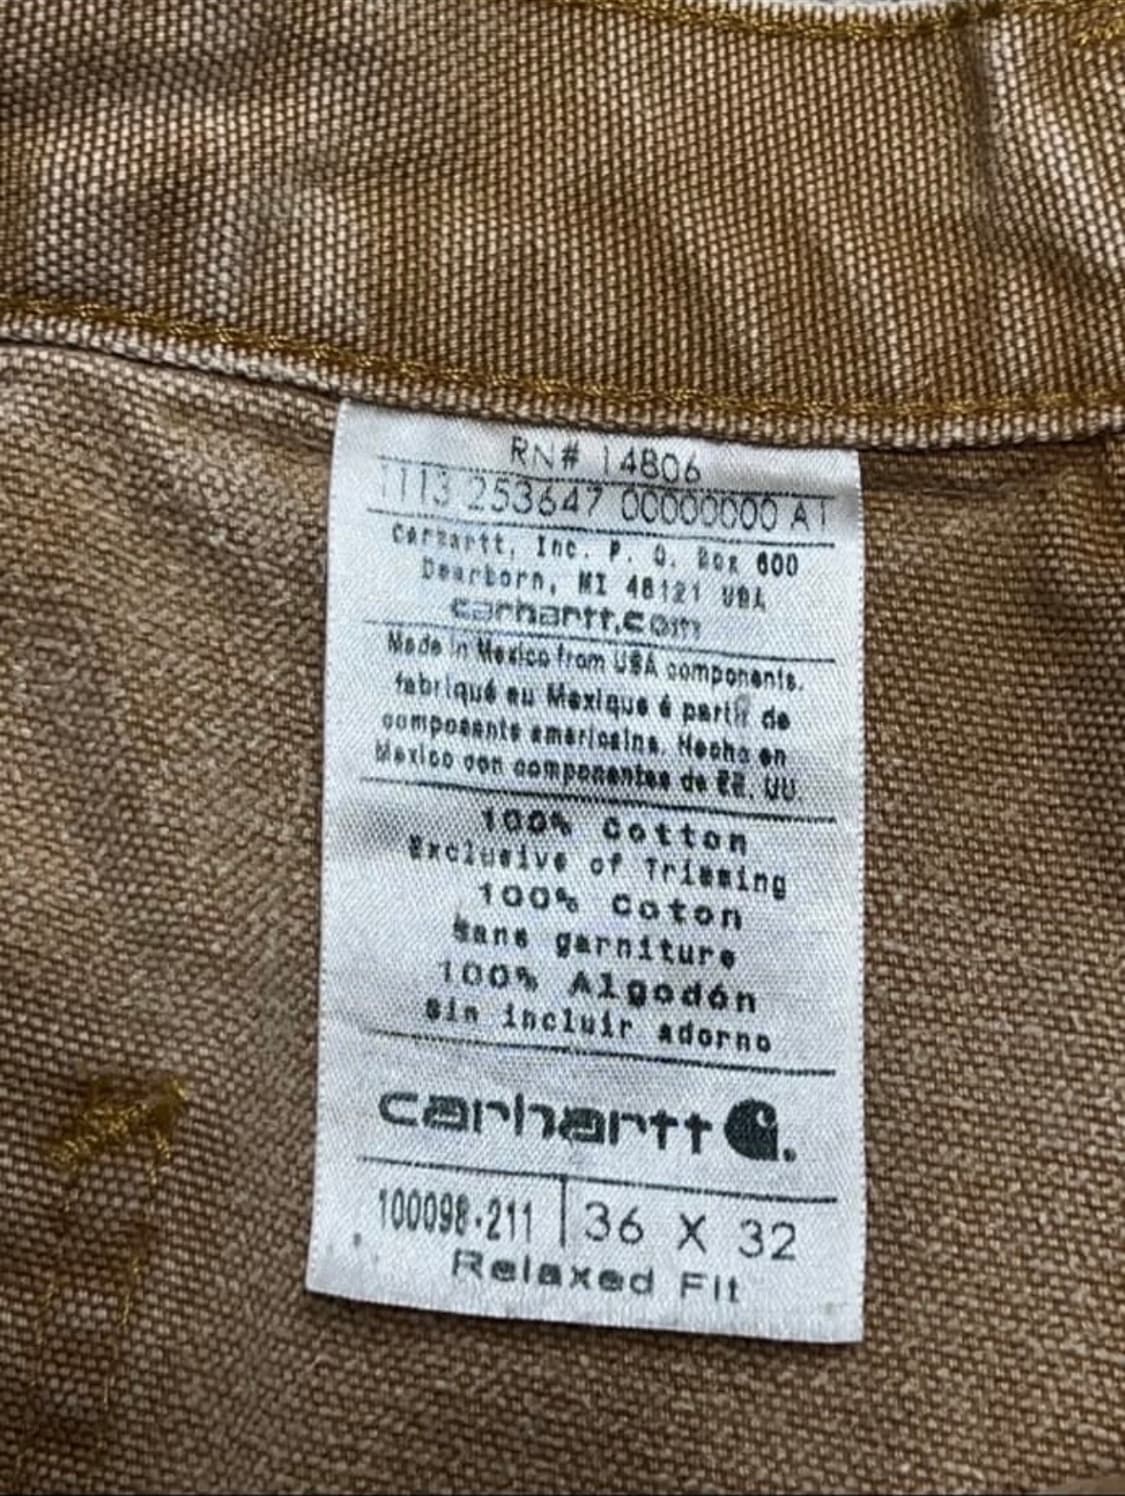 RN# 14806
1113 253647 00000000 A1
Carhartt, Inc. P. O. Box 600
Dearborn, MI 48121 USA
carhartt.com
Made in Mexico from USA components.
fabriqué au Mexique é partir de
composants americains. Hecho en
Mexico con componentes de EE. UU.
100% Cotton
Exclusive of Trimming
100% Coton
Sans garniture
100% Algodón
Sin incluir adorno
carhartt
100098-211 | 36 X 32
Relaxed Fit